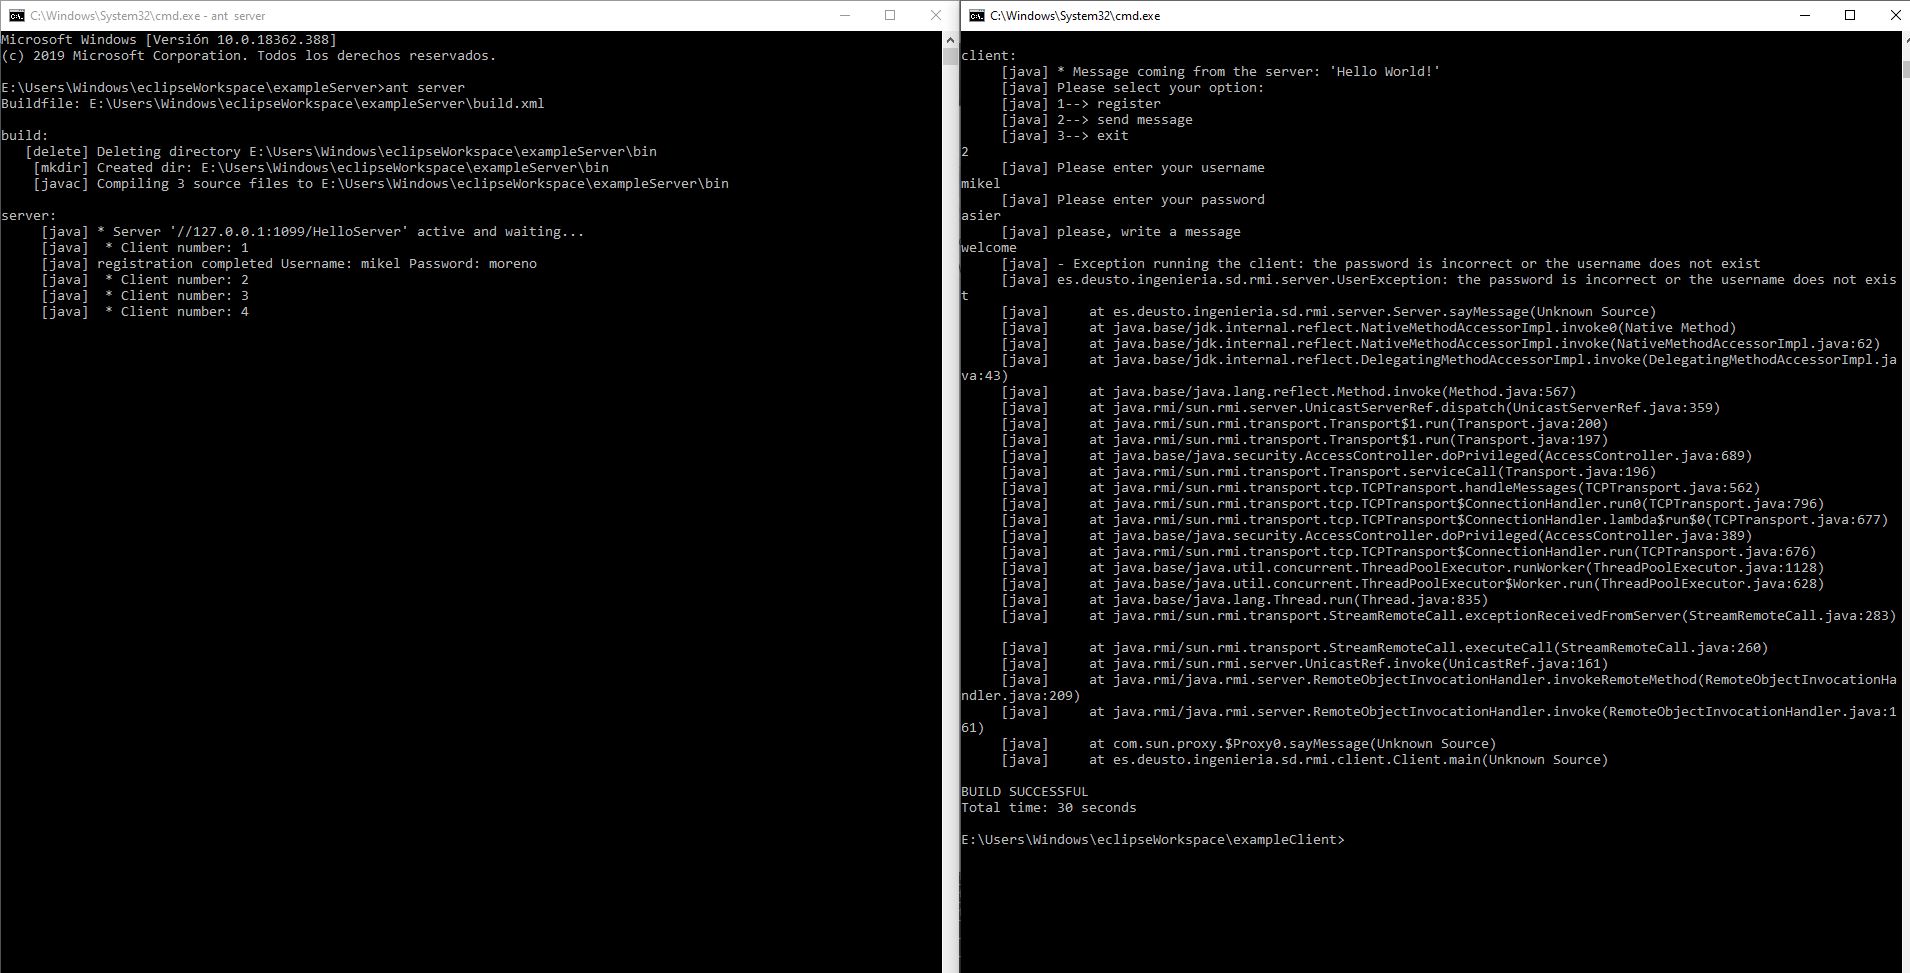 C:\Windows\System32\cmd.exe - ant server
Microsoft Windows [Versión 10.0.18362.388]
(c) 2019 Microsoft Corporation. Todos los derechos reservados.
E:\Users\Windows\eclipseWorkspace\exampleServer>ant server
Buildfile: E:\Users\Windows\eclipseWorkspace\exampleServer\build.xml
build:
[delete] Deleting directory E:\Users\Windows\eclipseWorkspace\exampleServer\bin
[mkdir] Created dir: E:\Users\Windows\eclipseWorkspace\exampleServer\bin
[javac] Compiling 3 source files to E:\Users\Windows\eclipseWorkspace\exampleServer\bin
server:
[java] * Server '//127.0.0.1:1099/HelloServer' active and waiting...
[java]  * Client number: 1
[java] registration completed Username: mikel Password: moreno
[java]  * Client number: 2
[java]  * Client number: 3
[java]  * Client number: 4
C:\Windows\System32\cmd.exe
client:
[java] * Message coming from the server: 'Hello World!'
[java] Please select your option:
[java] 1--> register
[java] 2--> send message
[java] 3--> exit
2
[java] Please enter your username
mikel
[java] Please enter your password
asier
[java] please, write a message
welcome
[java] - Exception running the client: the password is incorrect or the username does not exist
[java] es.deusto.ingenieria.sd.rmi.server.UserException: the password is incorrect or the username does not exis
t
[java]     at es.deusto.ingenieria.sd.rmi.server.Server.sayMessage(Unknown Source)
[java]     at java.base/jdk.internal.reflect.NativeMethodAccessorImpl.invoke0(Native Method)
[java]     at java.base/jdk.internal.reflect.NativeMethodAccessorImpl.invoke(NativeMethodAccessorImpl.java:62)
[java]     at java.base/jdk.internal.reflect.DelegatingMethodAccessorImpl.invoke(DelegatingMethodAccessorImpl.ja
va:43)
[java]     at java.base/java.lang.reflect.Method.invoke(Method.java:567)
[java]     at java.rmi/sun.rmi.server.UnicastServerRef.dispatch(UnicastServerRef.java:359)
[java]     at java.rmi/sun.rmi.transport.Transport$1.run(Transport.java:200)
[java]     at java.rmi/sun.rmi.transport.Transport$1.run(Transport.java:197)
[java]     at java.base/java.security.AccessController.doPrivileged(AccessController.java:689)
[java]     at java.rmi/sun.rmi.transport.Transport.serviceCall(Transport.java:196)
[java]     at java.rmi/sun.rmi.transport.tcp.TCPTransport.handleMessages(TCPTransport.java:562)
[java]     at java.rmi/sun.rmi.transport.tcp.TCPTransport$ConnectionHandler.run0(TCPTransport.java:796)
[java]     at java.rmi/sun.rmi.transport.tcp.TCPTransport$ConnectionHandler.lambda$run$0(TCPTransport.java:677)
[java]     at java.base/java.security.AccessController.doPrivileged(AccessController.java:389)
[java]     at java.rmi/sun.rmi.transport.tcp.TCPTransport$ConnectionHandler.run(TCPTransport.java:676)
[java]     at java.base/java.util.concurrent.ThreadPoolExecutor.runWorker(ThreadPoolExecutor.java:1128)
[java]     at java.base/java.util.concurrent.ThreadPoolExecutor$Worker.run(ThreadPoolExecutor.java:628)
[java]     at java.base/java.lang.Thread.run(Thread.java:835)
[java]     at java.rmi/sun.rmi.transport.StreamRemoteCall.exceptionReceivedFromServer(StreamRemoteCall.java:283)
[java]     at java.rmi/sun.rmi.transport.StreamRemoteCall.executeCall(StreamRemoteCall.java:260)
[java]     at java.rmi/sun.rmi.server.UnicastRef.invoke(UnicastRef.java:161)
[java]     at java.rmi/java.rmi.server.RemoteObjectInvocationHandler.invokeRemoteMethod(RemoteObjectInvocationHa
ndler.java:209)
[java]     at java.rmi/java.rmi.server.RemoteObjectInvocationHandler.invoke(RemoteObjectInvocationHandler.java:1
61)
[java]     at com.sun.proxy.$Proxy0.sayMessage(Unknown Source)
[java]     at es.deusto.ingenieria.sd.rmi.client.Client.main(Unknown Source)
BUILD SUCCESSFUL
Total time: 30 seconds
E:\Users\Windows\eclipseWorkspace\exampleClient>